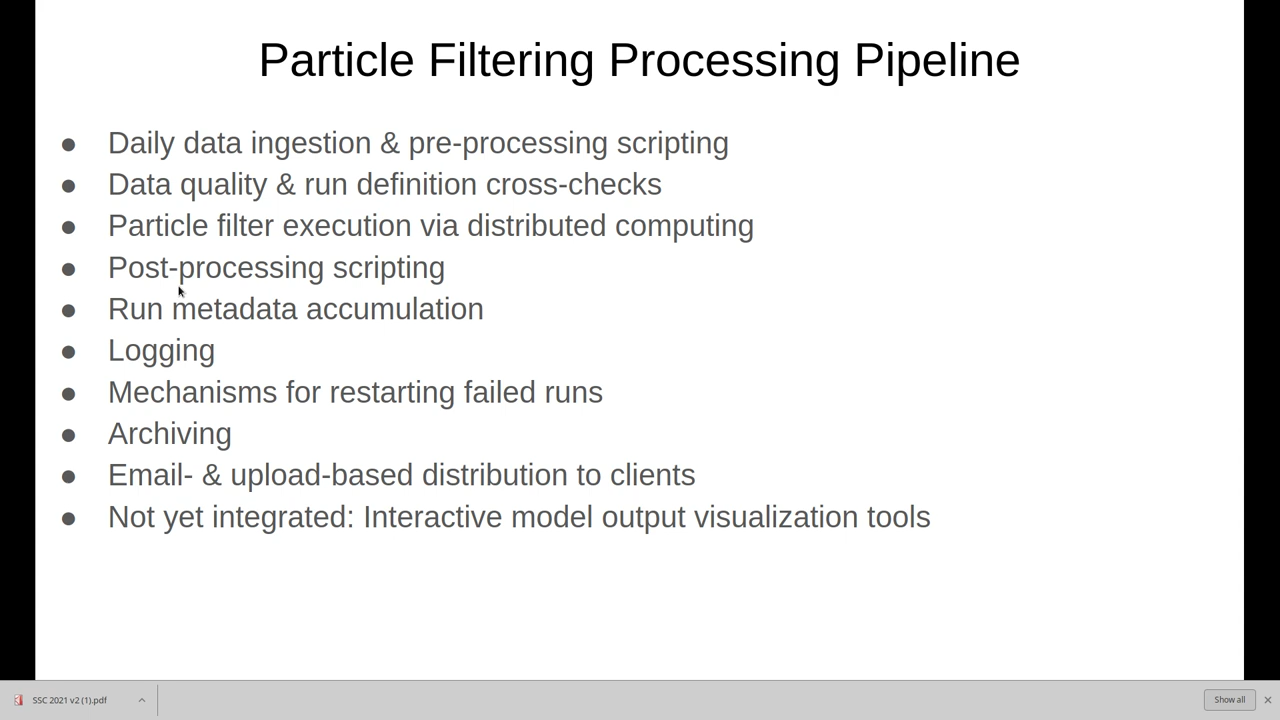 Particle Filtering Processing Pipeline
● Daily data ingestion & pre-processing scripting
● Data quality & run definition cross-checks
● Particle filter execution via distributed computing
● Post-processing scripting
● Run metadata accumulation
● Logging
● Mechanisms for restarting failed runs
● Archiving
● Email- & upload-based distribution to clients
● Not yet integrated: Interactive model output visualization tools
SSC 2021 v2 (1).pdf
Show all